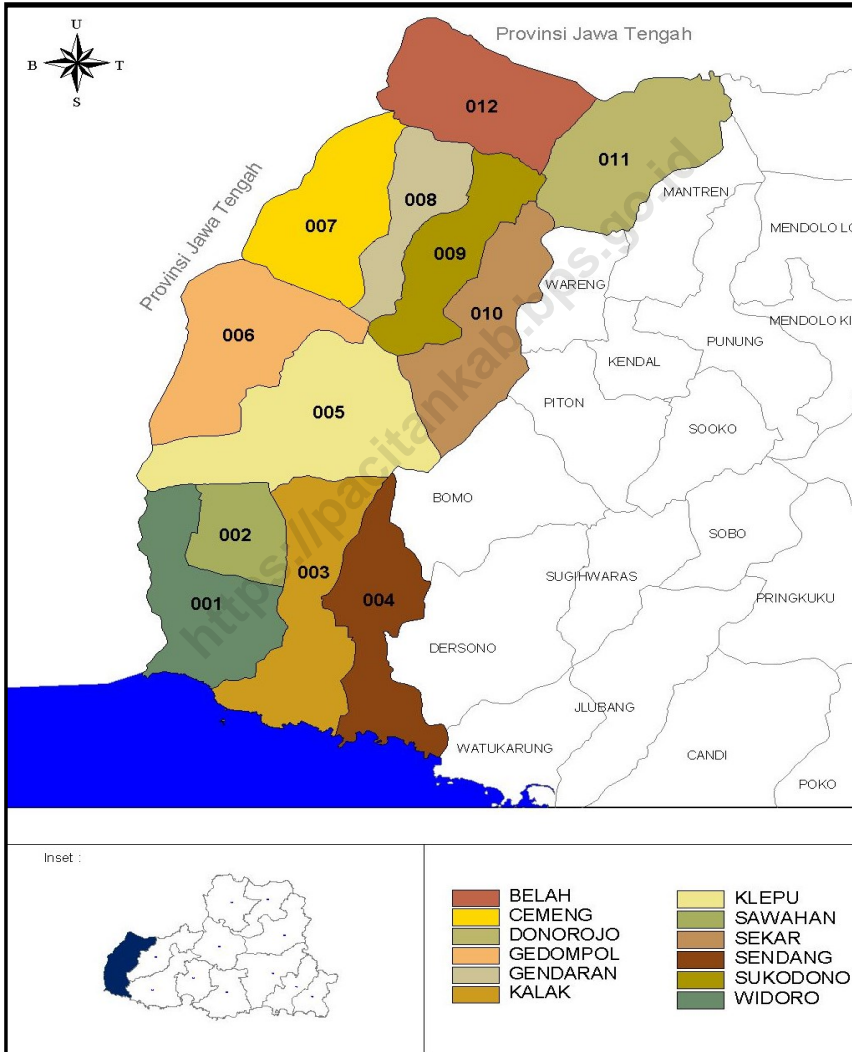 Provinsi Jawa Tengah
U
B
T
S
012
011
008
007
009
MANTREN
MENDOLO LO
Provinsi Jawa Tengah
WARENG
010
MENDOLO KI
006
PUNUNG
KENDAL
005
PITON
SOOKO
BOMO
002
SOBO
003
SUGIHWARAS
001
004
PRINGKUKU
DERSONO
JLUBANG
WATUKARUNG
CANDI
POKO
https://pacitankab.bps.go.id
Inset :
BELAH
CEMENG
DONOROJO
GEDOMPOL
GENDARAN
KALAK
KLEPU
SAWAHAN
SEKAR
SENDANG
SUKODONO
WIDORO